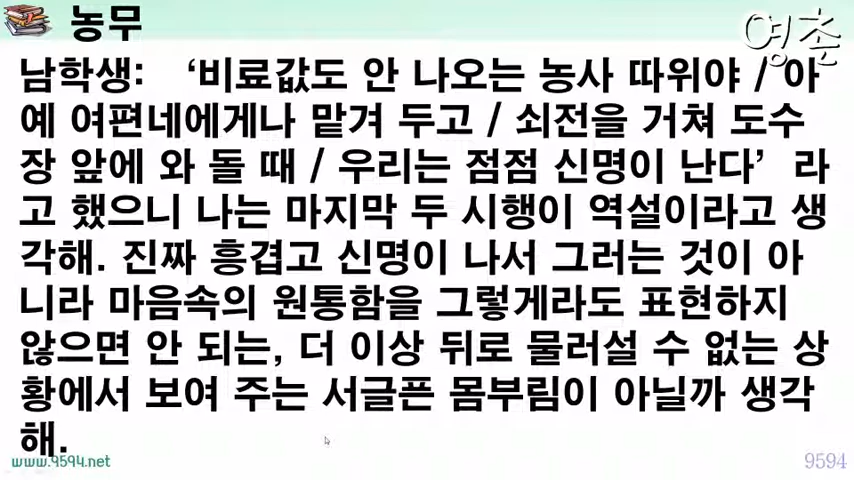 농무
영촌
남학생: ‘비료값도 안 나오는 농사 따위야 / 아
예 여편네에게나 맡겨 두고 / 쇠전을 거쳐 도수
장 앞에 와 돌 때 / 우리는 점점 신명이 난다’ 라
고 했으니 나는 마지막 두 시행이 역설이라고 생
각해. 진짜 흥겹고 신명이 나서 그러는 것이 아
니라 마음속의 원통함을 그렇게라도 표현하지
않으면 안 되는, 더 이상 뒤로 물러설 수 없는 상
황에서 보여 주는 서글픈 몸부림이 아닐까 생각
해.
www.9594.net
9594